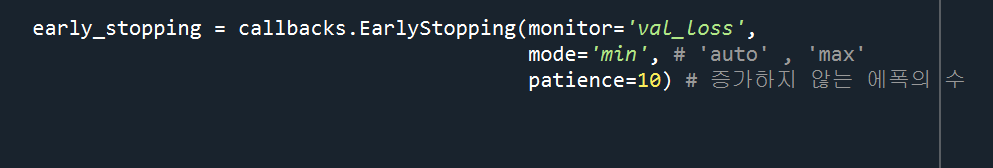 early_stopping = callbacks.EarlyStopping(monitor='val_loss',
mode='min', # 'auto' , 'max'
patience=10) # 증가하지 않는 에폭의 수